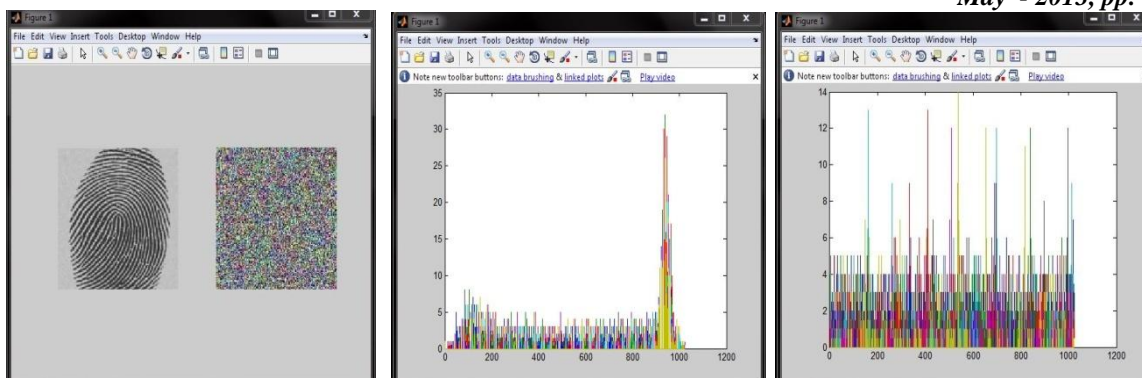 May - 2013, pp.
Figure 1
File Edit View Insert Tools Desktop Window Help
Figure 1
File Edit View Insert Tools Desktop Window Help
Note new toolbar buttons: data brushing & linked plots Play video
35
30
25
20
15
10
5
0
0 200 400 600 800 1000 1200
Figure 1
File Edit View Insert Tools Desktop Window Help
Note new toolbar buttons: data brushing & linked plots Play video
14
12
10
8
6
4
2
0
0 200 400 600 800 1000 1200